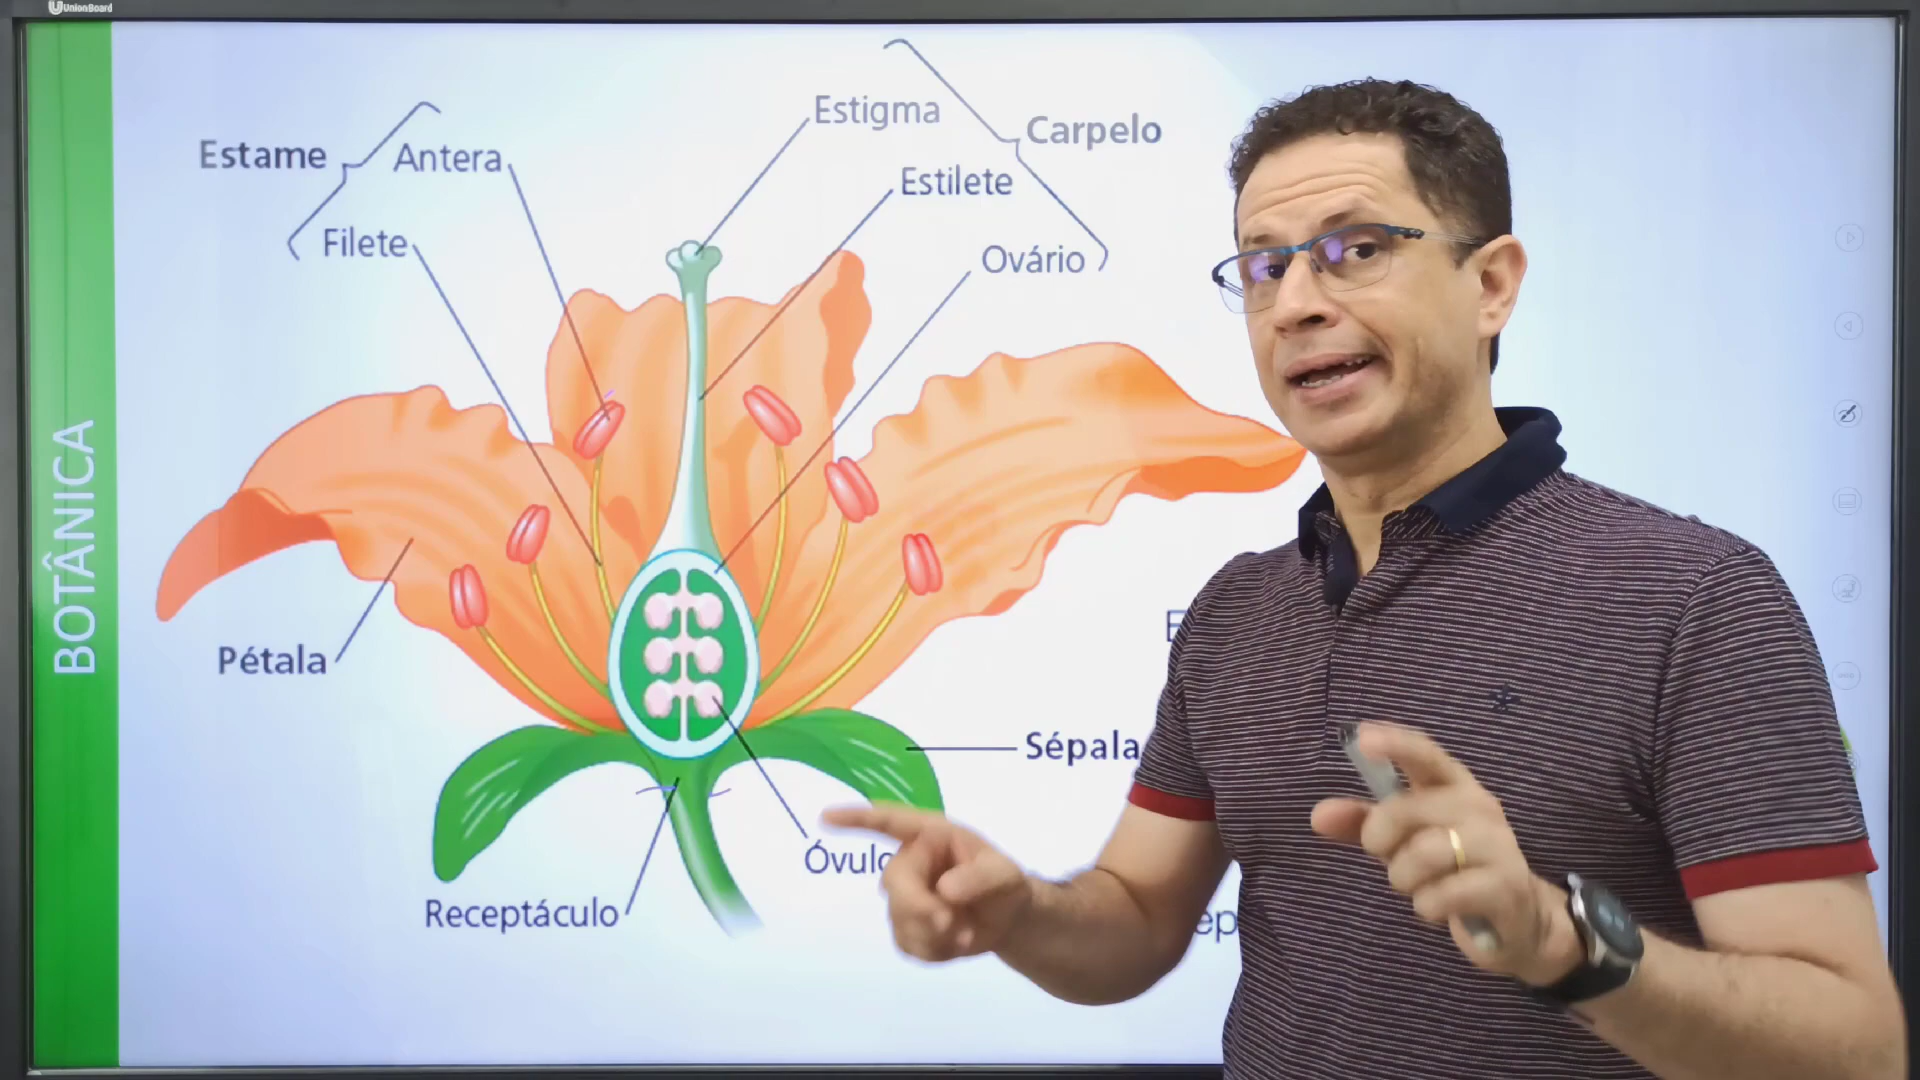 UnionBoard
BOTÂNICA
Estame
Antera
Filete
Estigma
Estilete
Ovário
Carpelo
Pétala
Sépala
Receptáculo